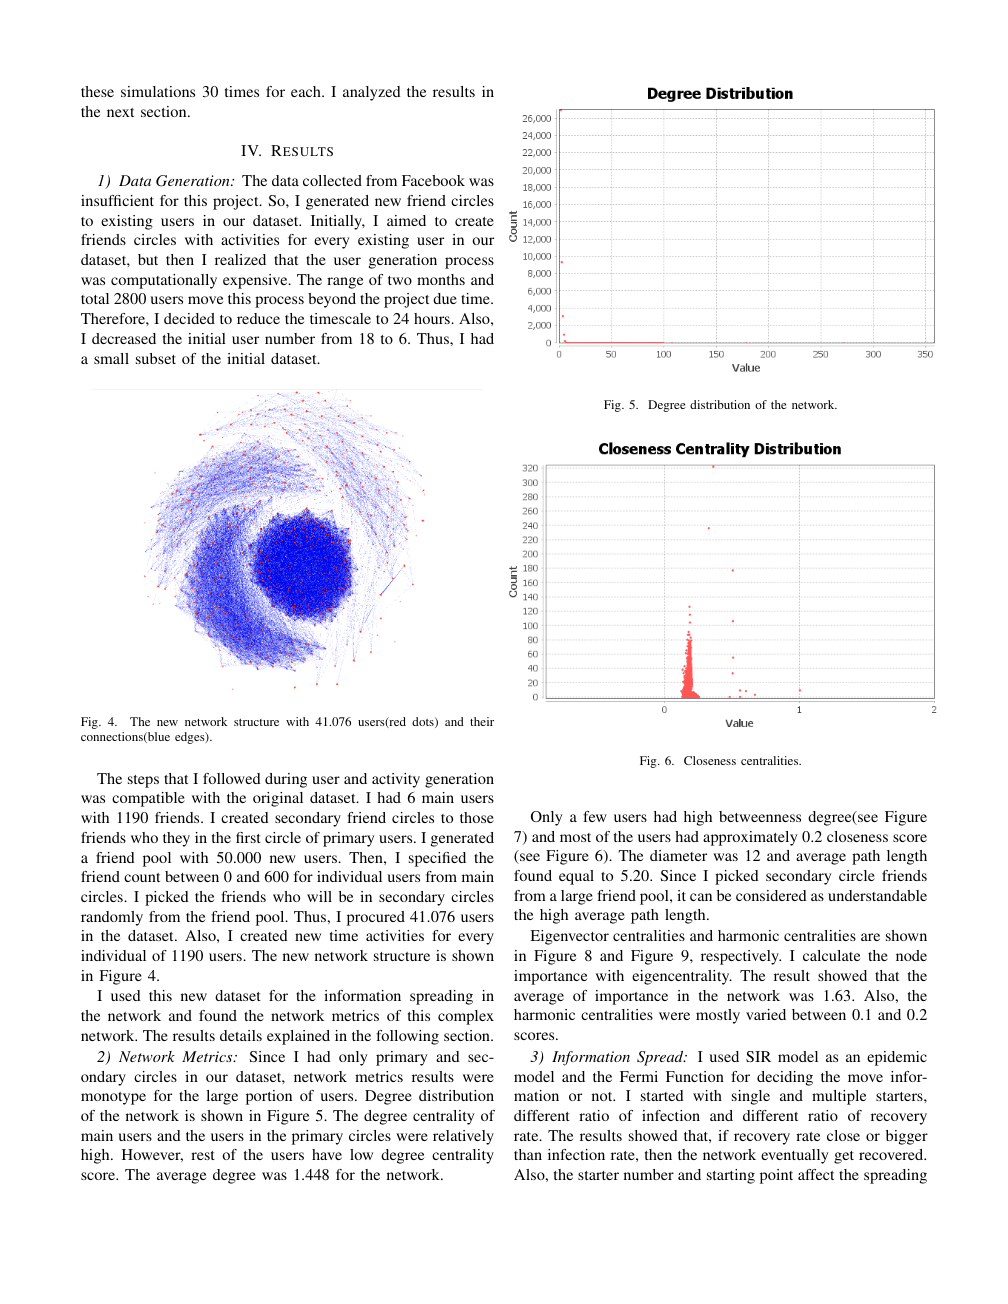 these simulations 30 times for each. I analyzed the results in
the next section.
IV. RESULTS
1) Data Generation: The data collected from Facebook was
insufficient for this project. So, I generated new friend circles
to existing users in our dataset. Initially, I aimed to create
friends circles with activities for every existing user in our
dataset, but then I realized that the user generation process
was computationally expensive. The range of two months and
total 2800 users move this process beyond the project due time.
Therefore, I decided to reduce the timescale to 24 hours. Also,
I decreased the initial user number from 18 to 6. Thus, I had
a small subset of the initial dataset.
Fig. 4. The new network structure with 41.076 users(red dots) and their
connections(blue edges).
The steps that I followed during user and activity generation
was compatible with the original dataset. I had 6 main users
with 1190 friends. I created secondary friend circles to those
friends who they in the first circle of primary users. I generated
a friend pool with 50.000 new users. Then, I specified the
friend count between 0 and 600 for individual users from main
circles. I picked the friends who will be in secondary circles
randomly from the friend pool. Thus, I procured 41.076 users
in the dataset. Also, I created new time activities for every
individual of 1190 users. The new network structure is shown
in Figure 4.
I used this new dataset for the information spreading in
the network and found the network metrics of this complex
network. The results details explained in the following section.
2) Network Metrics: Since I had only primary and sec-
ondary circles in our dataset, network metrics results were
monotype for the large portion of users. Degree distribution
of the network is shown in Figure 5. The degree centrality of
main users and the users in the primary circles were relatively
high. However, rest of the users have low degree centrality
score. The average degree was 1.448 for the network.
Degree Distribution
26,000
24,000
22,000
20,000
18,000
16,000
14,000
12,000
10,000
8,000
6,000
4,000
2,000
0
Count
0 50 100 150 200 250 300 350
Value
Fig. 5. Degree distribution of the network.
Closeness Centrality Distribution
320
300
280
260
240
220
200
180
160
140
120
100
80
60
40
20
0
Count
0 1 2
Value
Fig. 6. Closeness centralities.
Only a few users had high betweenness degree(see Figure
7) and most of the users had approximately 0.2 closeness score
(see Figure 6). The diameter was 12 and average path length
found equal to 5.20. Since I picked secondary circle friends
from a large friend pool, it can be considered as understandable
the high average path length.
Eigenvector centralities and harmonic centralities are shown
in Figure 8 and Figure 9, respectively. I calculate the node
importance with eigencentrality. The result showed that the
average of importance in the network was 1.63. Also, the
harmonic centralities were mostly varied between 0.1 and 0.2
scores.
3) Information Spread: I used SIR model as an epidemic
model and the Fermi Function for deciding the move infor-
mation or not. I started with single and multiple starters,
different ratio of infection and different ratio of recovery
rate. The results showed that, if recovery rate close or bigger
than infection rate, then the network eventually get recovered.
Also, the starter number and starting point affect the spreading